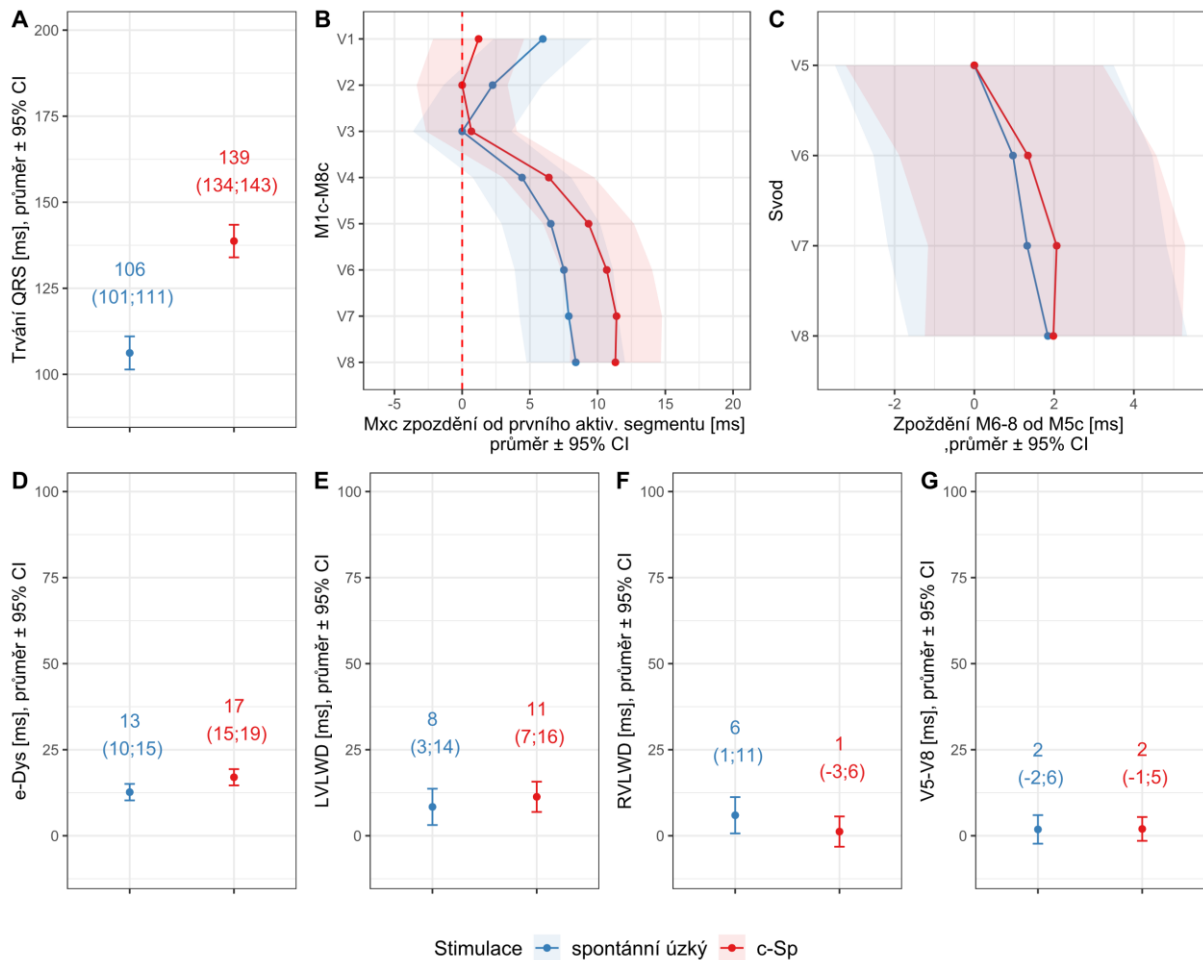 A
Trvání QRS [ms], průměr ± 95% CI
200
175
150
125
100
106
(101;111)
139
(134;143)
B
M1c-M8c
V1
V2
V3
V4
V5
V6
V7
V8
-5
0
5
10
15
20
Mxc zpozdění od prvního aktiv. segmentu [ms]
průměr ± 95% CI
C
Svod
V5
V6
V7
V8
-2
0
2
4
Zpoždění M6-8 od M5c [ms]
,průměr ± 95% CI
D
e-Dys [ms], průměr ± 95% CI
100
75
50
25
0
13
(10;15)
17
(15;19)
E
LVLWD [ms], průměr ± 95% CI
100
75
50
25
0
8
(3;14)
11
(7;16)
F
RVLWD [ms], průměr ± 95% CI
100
75
50
25
0
6
(1;11)
1
(-3;6)
G
V5-V8 [ms], průměr ± 95% CI
100
75
50
25
0
2
(-2;6)
2
(-1;5)
Stimulace spontánní úzký c-Sp